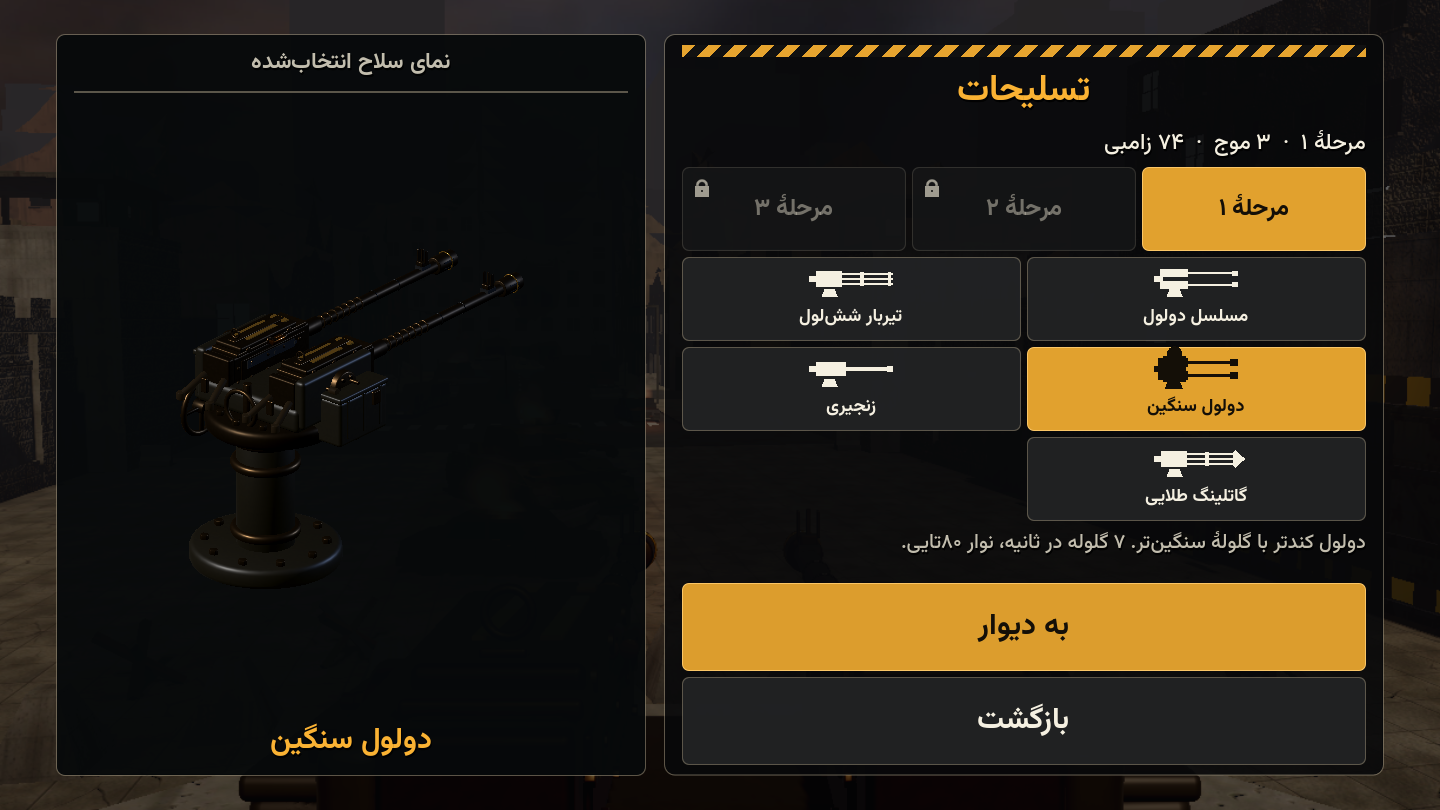 نمای سلاح انتخاب‌شده
دولول سنگین
تسلیحات
مرحلهٔ ۱ · ۳ موج · ۷۴ زامبی
مرحلهٔ ۱
مرحلهٔ ۲
مرحلهٔ ۳
مسلسل دولول
تیربار شش‌لول
دولول سنگین
زنجیری
گاتلینگ طلایی
دولول کندتر با گلولهٔ سنگین‌تر. ۷ گلوله در ثانیه، نوار ۸۰تایی.
به دیوار
بازگشت